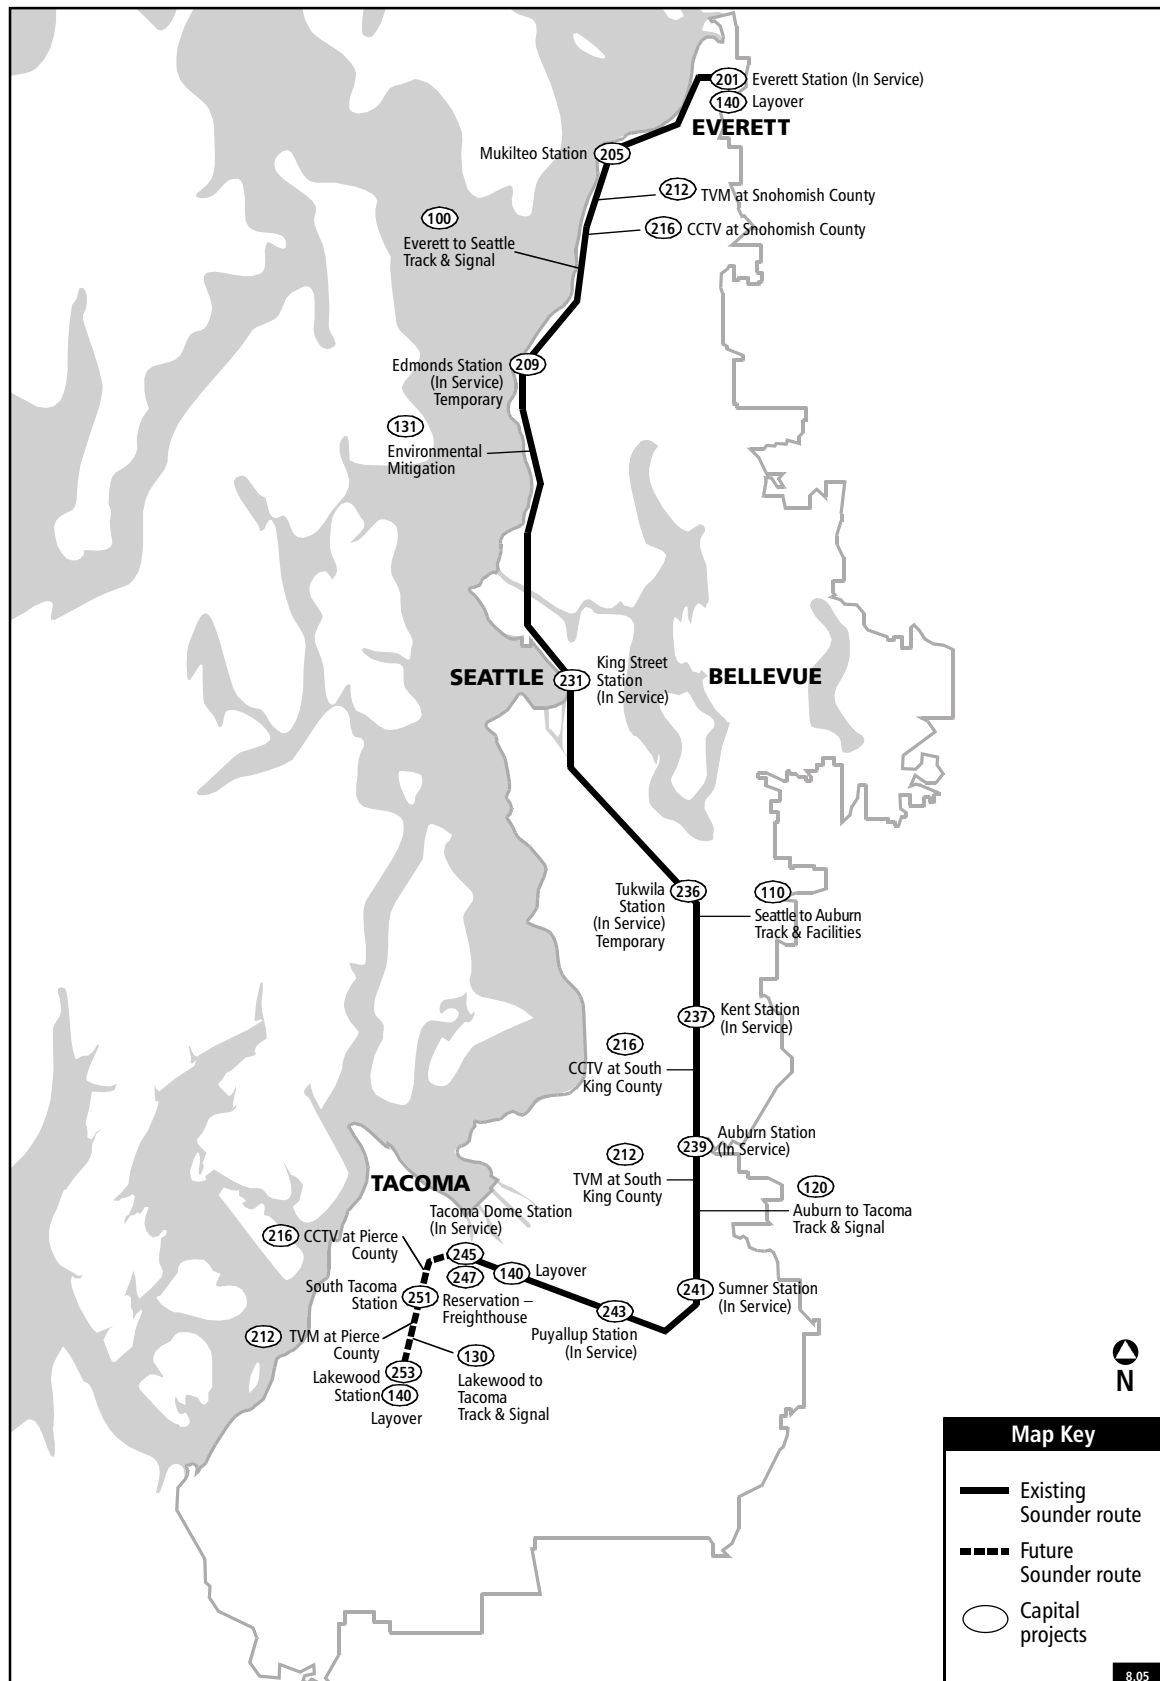 201 Everett Station (In Service)
140 Layover
EVERETT
Mukilteo Station 205
212 TVM at Snohomish County
216 CCTV at Snohomish County
100
Everett to Seattle
Track & Signal
Edmonds Station
(In Service)
Temporary
209
131
Environmental
Mitigation
SEATTLE
231
King Street
Station
(In Service)
BELLEVUE
Tukwila
Station
(In Service)
Temporary
236
110
Seattle to Auburn
Track & Facilities
237
Kent Station
(In Service)
216
CCTV at South
King County
239
Auburn Station
(In Service)
212
TVM at South
King County
120
Auburn to Tacoma
Track & Signal
TACOMA
Tacoma Dome Station
(In Service)
216 CCTV at Pierce
County
245
247
Reservation –
Freighthouse
140 Layover
South Tacoma
Station
251
241
Sumner Station
(In Service)
243
Puyallup Station
(In Service)
212 TVM at Pierce
County
130
Lakewood to
Tacoma
Track & Signal
Lakewood
Station
253
140
Layover
N
Map Key
Existing
Sounder route
Future
Sounder route
Capital
projects
8.05